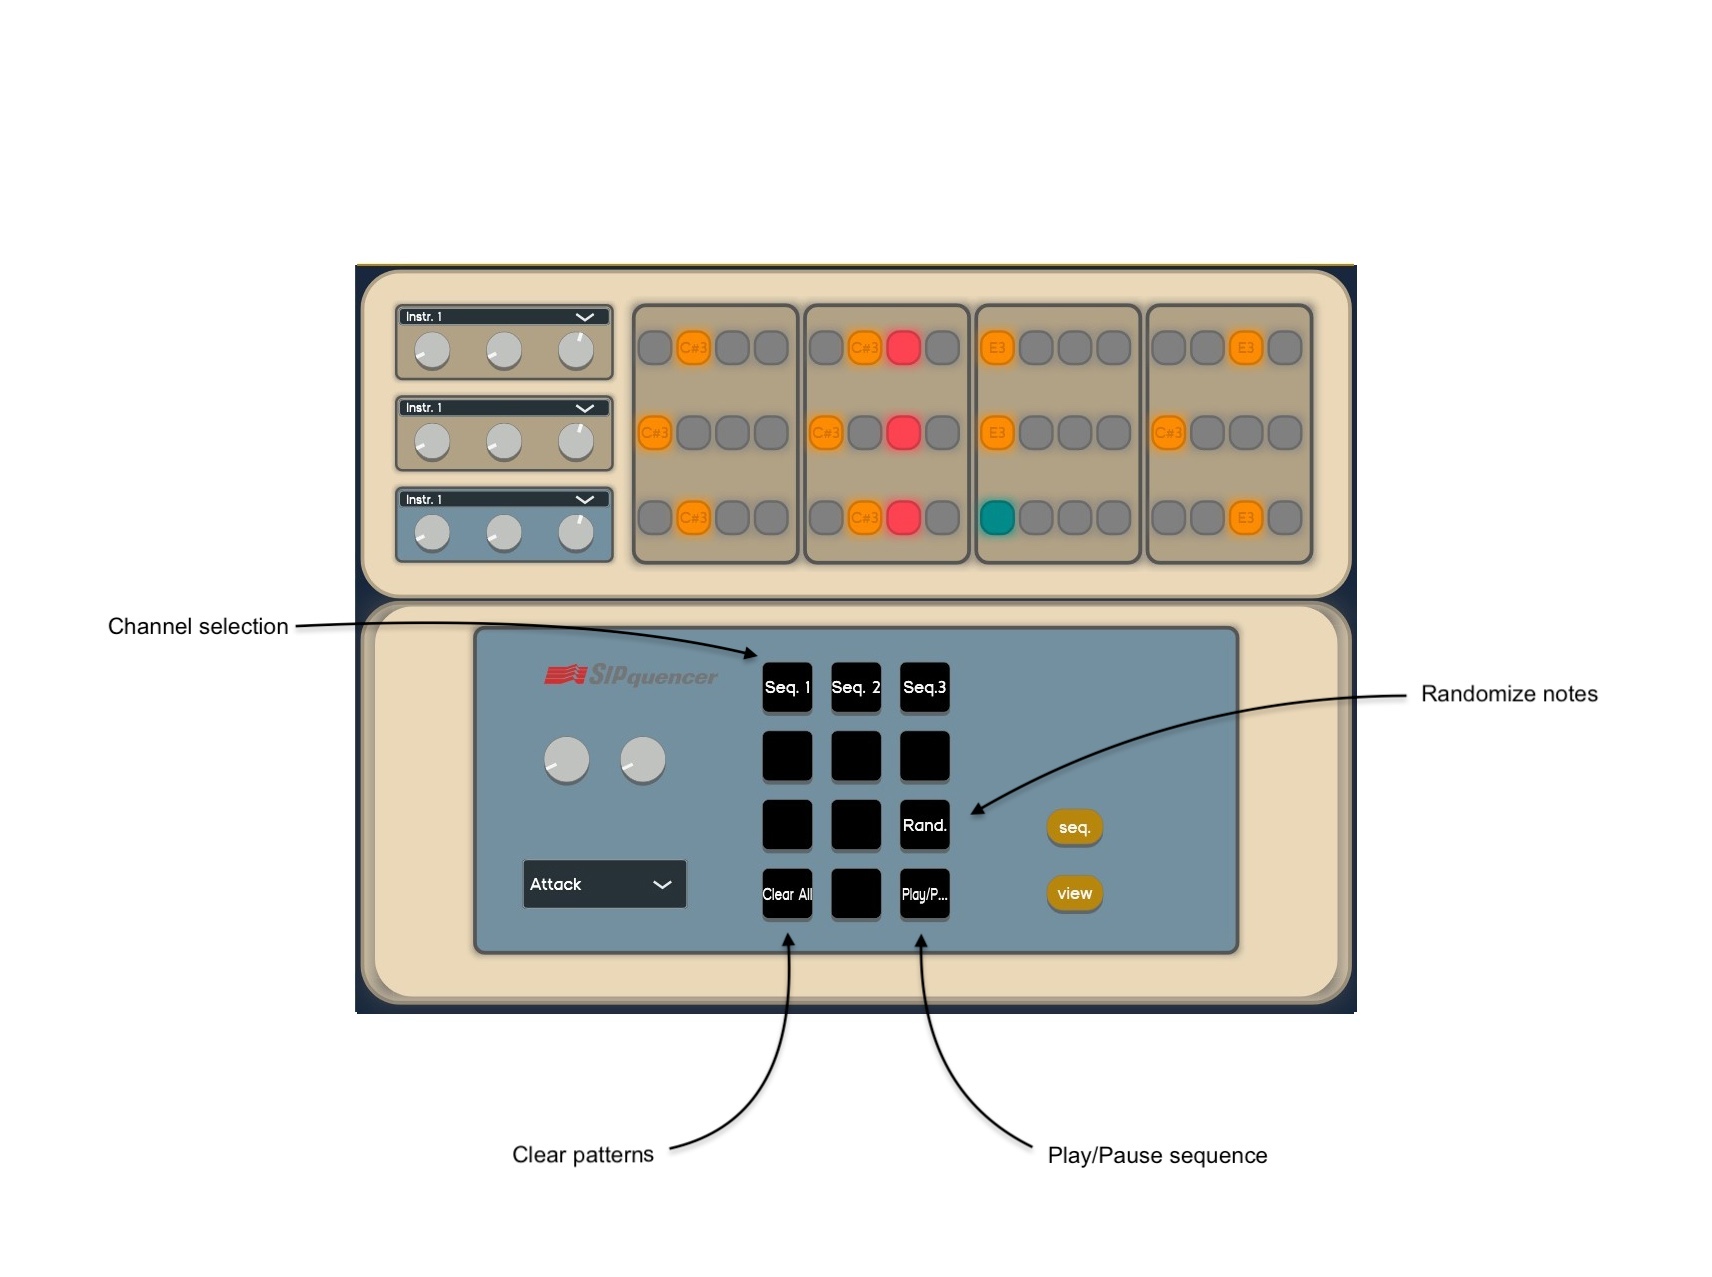 Instr. 1
C#3 C#3 E3 E3
Instr. 1
C#3 C#3 E3 C#3
Instr. 1
C#3 C#3 E3
Channel selection
SIPquencer
Seq. 1 Seq. 2 Seq.3
Randomize notes
Rand.
seq.
Attack
Clear All
Play/P...
view
Clear patterns
Play/Pause sequence